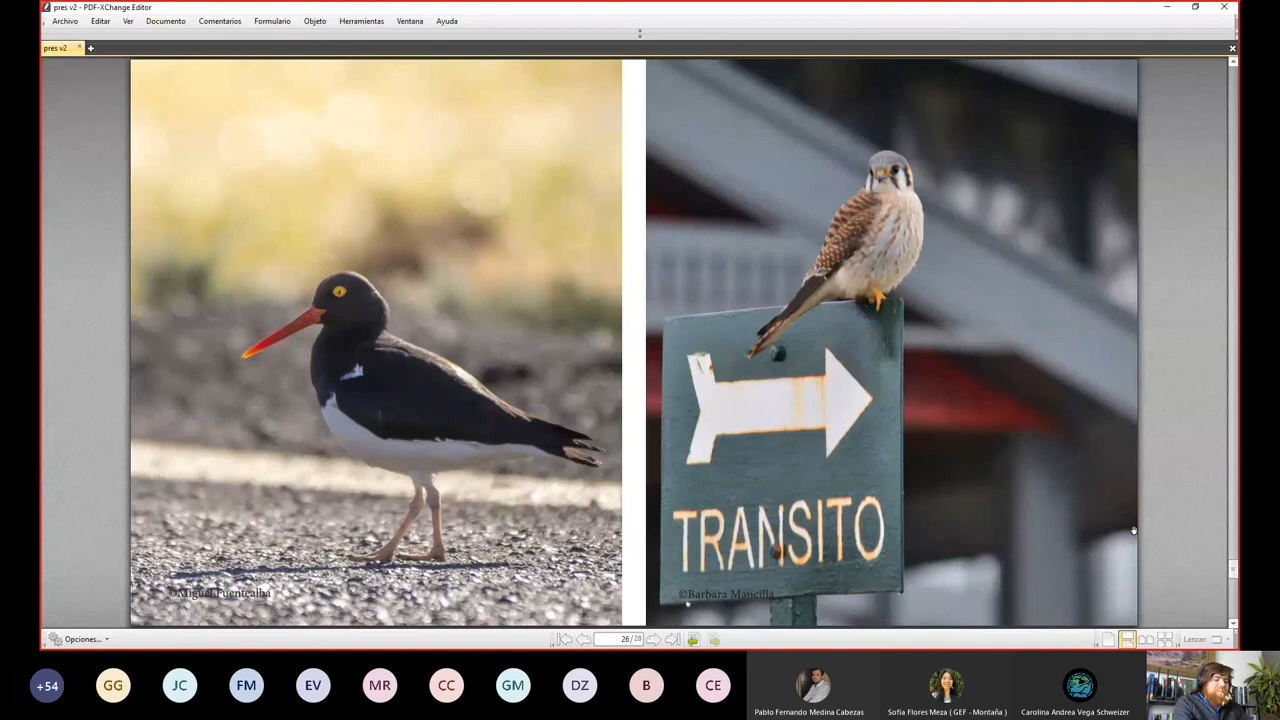 pres v2 - PDF-XChange Editor
Archivo Editar Ver Documento Comentarios Formulario Objeto Herramientas Ventana Ayuda
pres v2
TRANSITO
©Miguel Fuentealba
©Barbara Mancilla
Opciones...
26/28
Lanzar:
+54
GG
JC
FM
EV
MR
CC
GM
DZ
B
CE
Pablo Fernando Medina Cabezas
Sofia Flores Meza ( GEF - Montaña )
Carolina Andrea Vega Schweizer